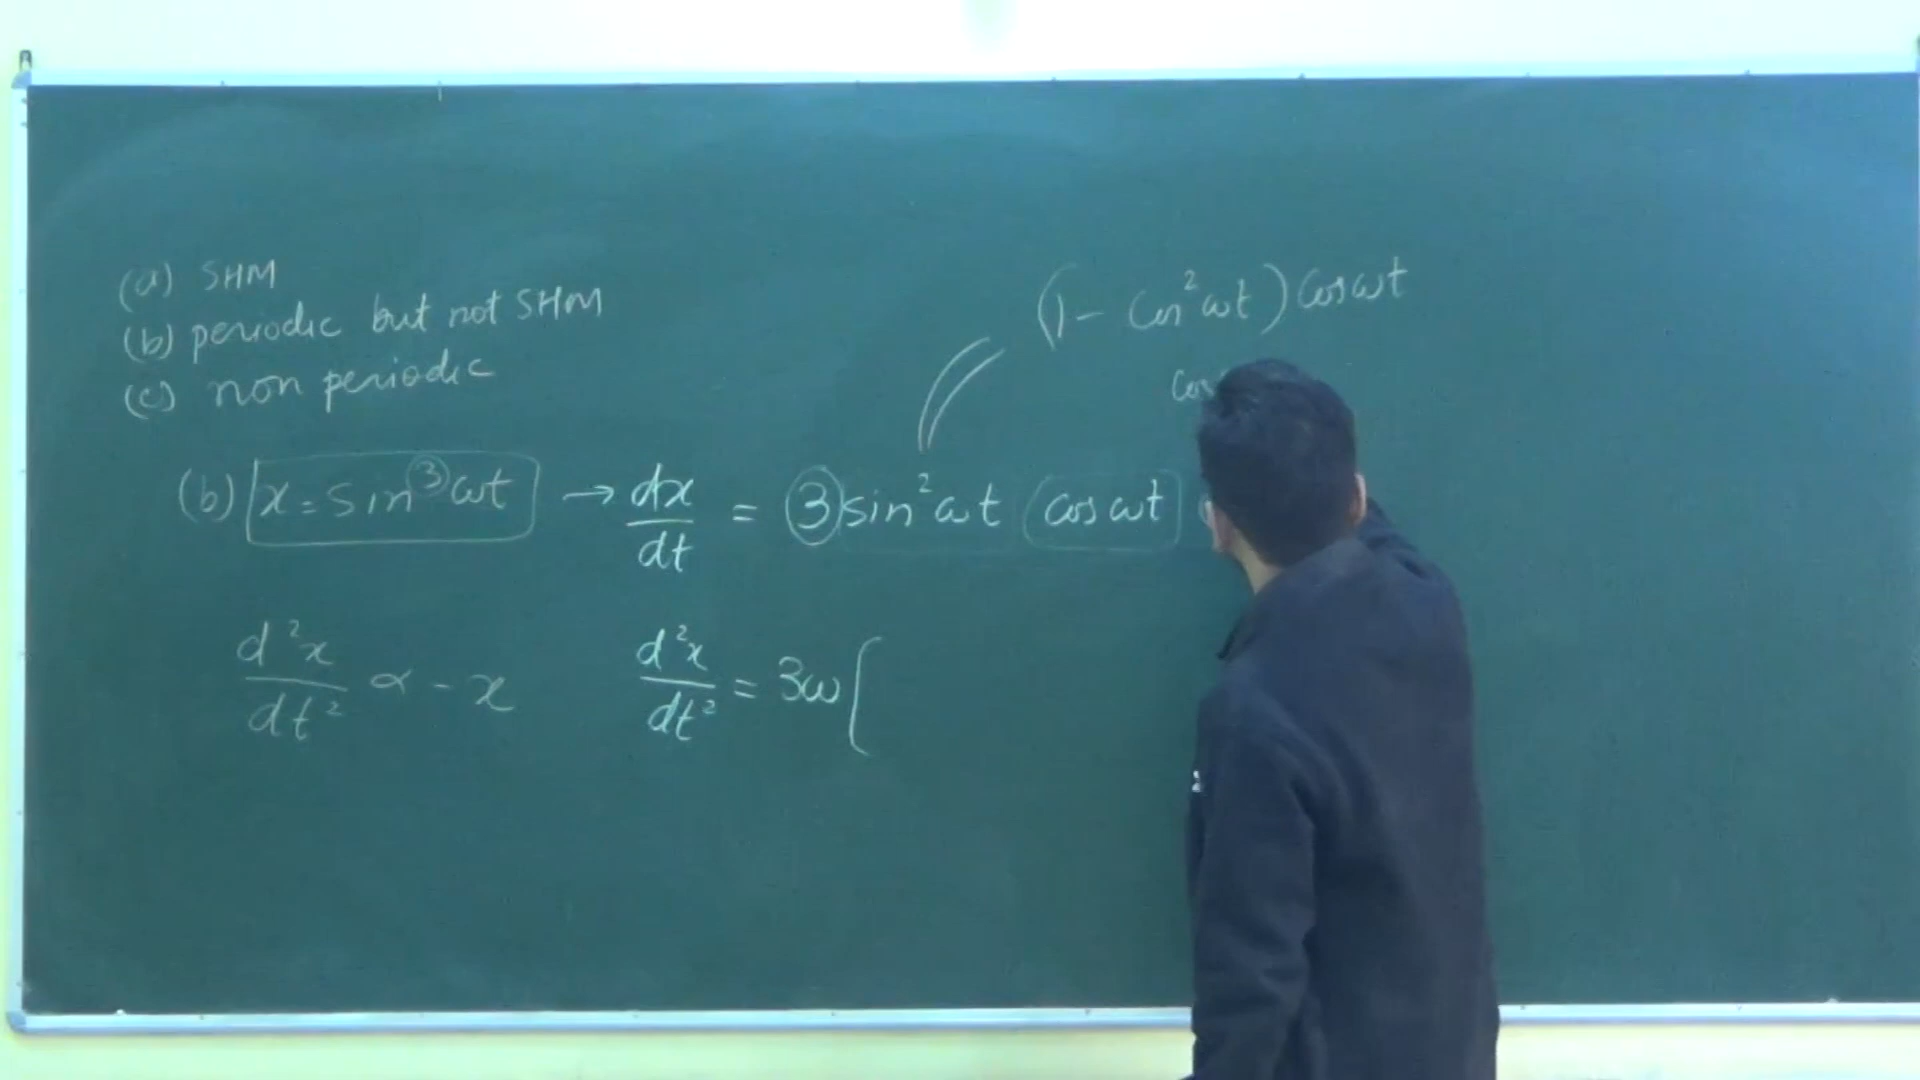 (a) SHM
(b) periodic but not SHM
(c) non periodic
(1 - cos²ωt) cosωt
cos
(b) x = sin³ωt → dx/dt = 3 sin²ωt cosωt
d²x/dt² ∝ - x
d²x/dt² = 3ω (